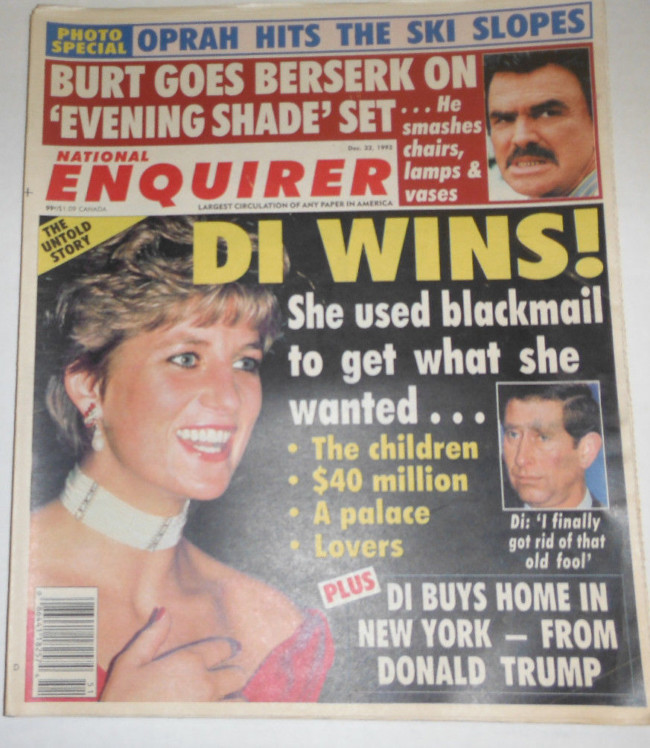 PHOTO
SPECIAL
OPRAH HITS THE SKI SLOPES
BURT GOES BERSERK ON
'EVENING SHADE' SET
... He
smashes
chairs,
lamps &
vases
Dec. 22, 1992
NATIONAL
ENQUIRER
99¢/$1.09 CANADA
LARGEST CIRCULATION OF ANY PAPER IN AMERICA
THE
UNTOLD
STORY
DI WINS!
She used blackmail
to get what she
wanted ...
• The children
• $40 million
• A palace
• Lovers
Di: 'I finally
got rid of that
old fool'
PLUS
DI BUYS HOME IN
NEW YORK — FROM
DONALD TRUMP